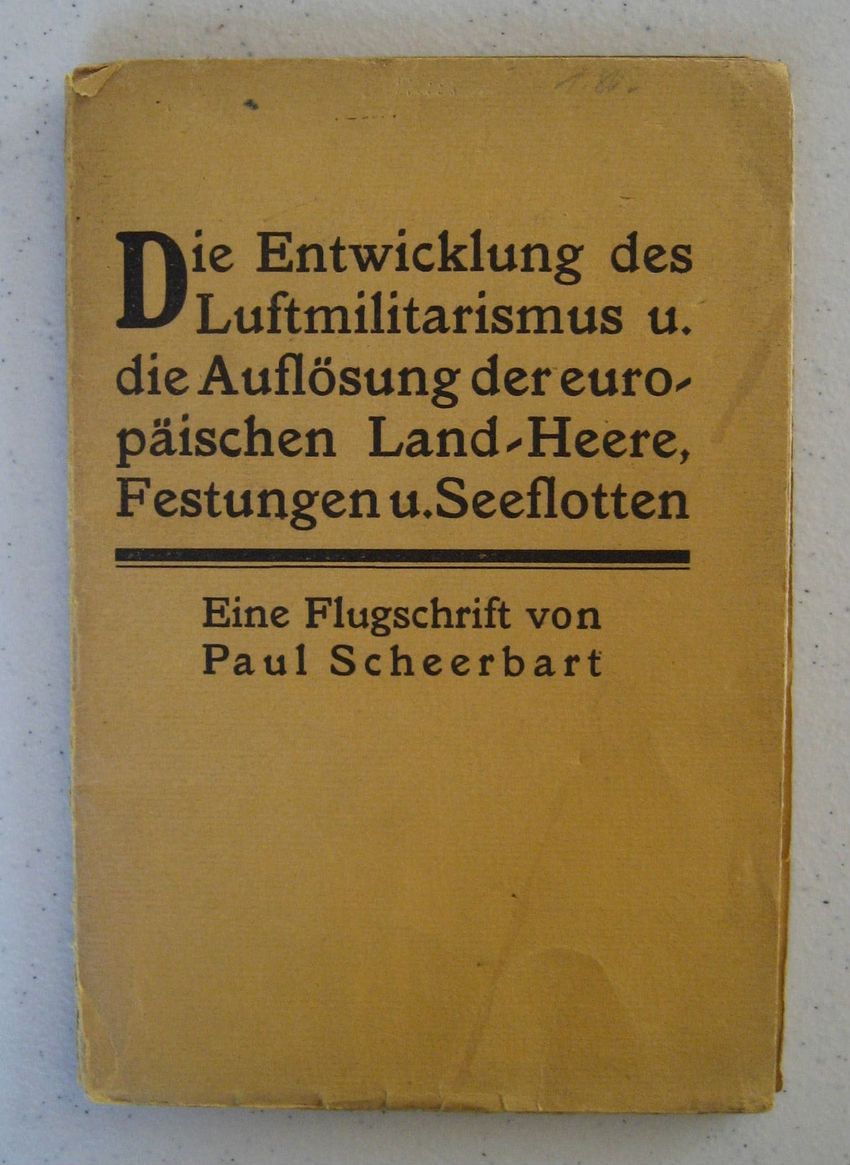 Die Entwicklung des
Luftmilitarismus u.
die Auflösung der euro-
päischen Land-Heere,
Festungen u. Seeflotten
Eine Flugschrift von
Paul Scheerbart